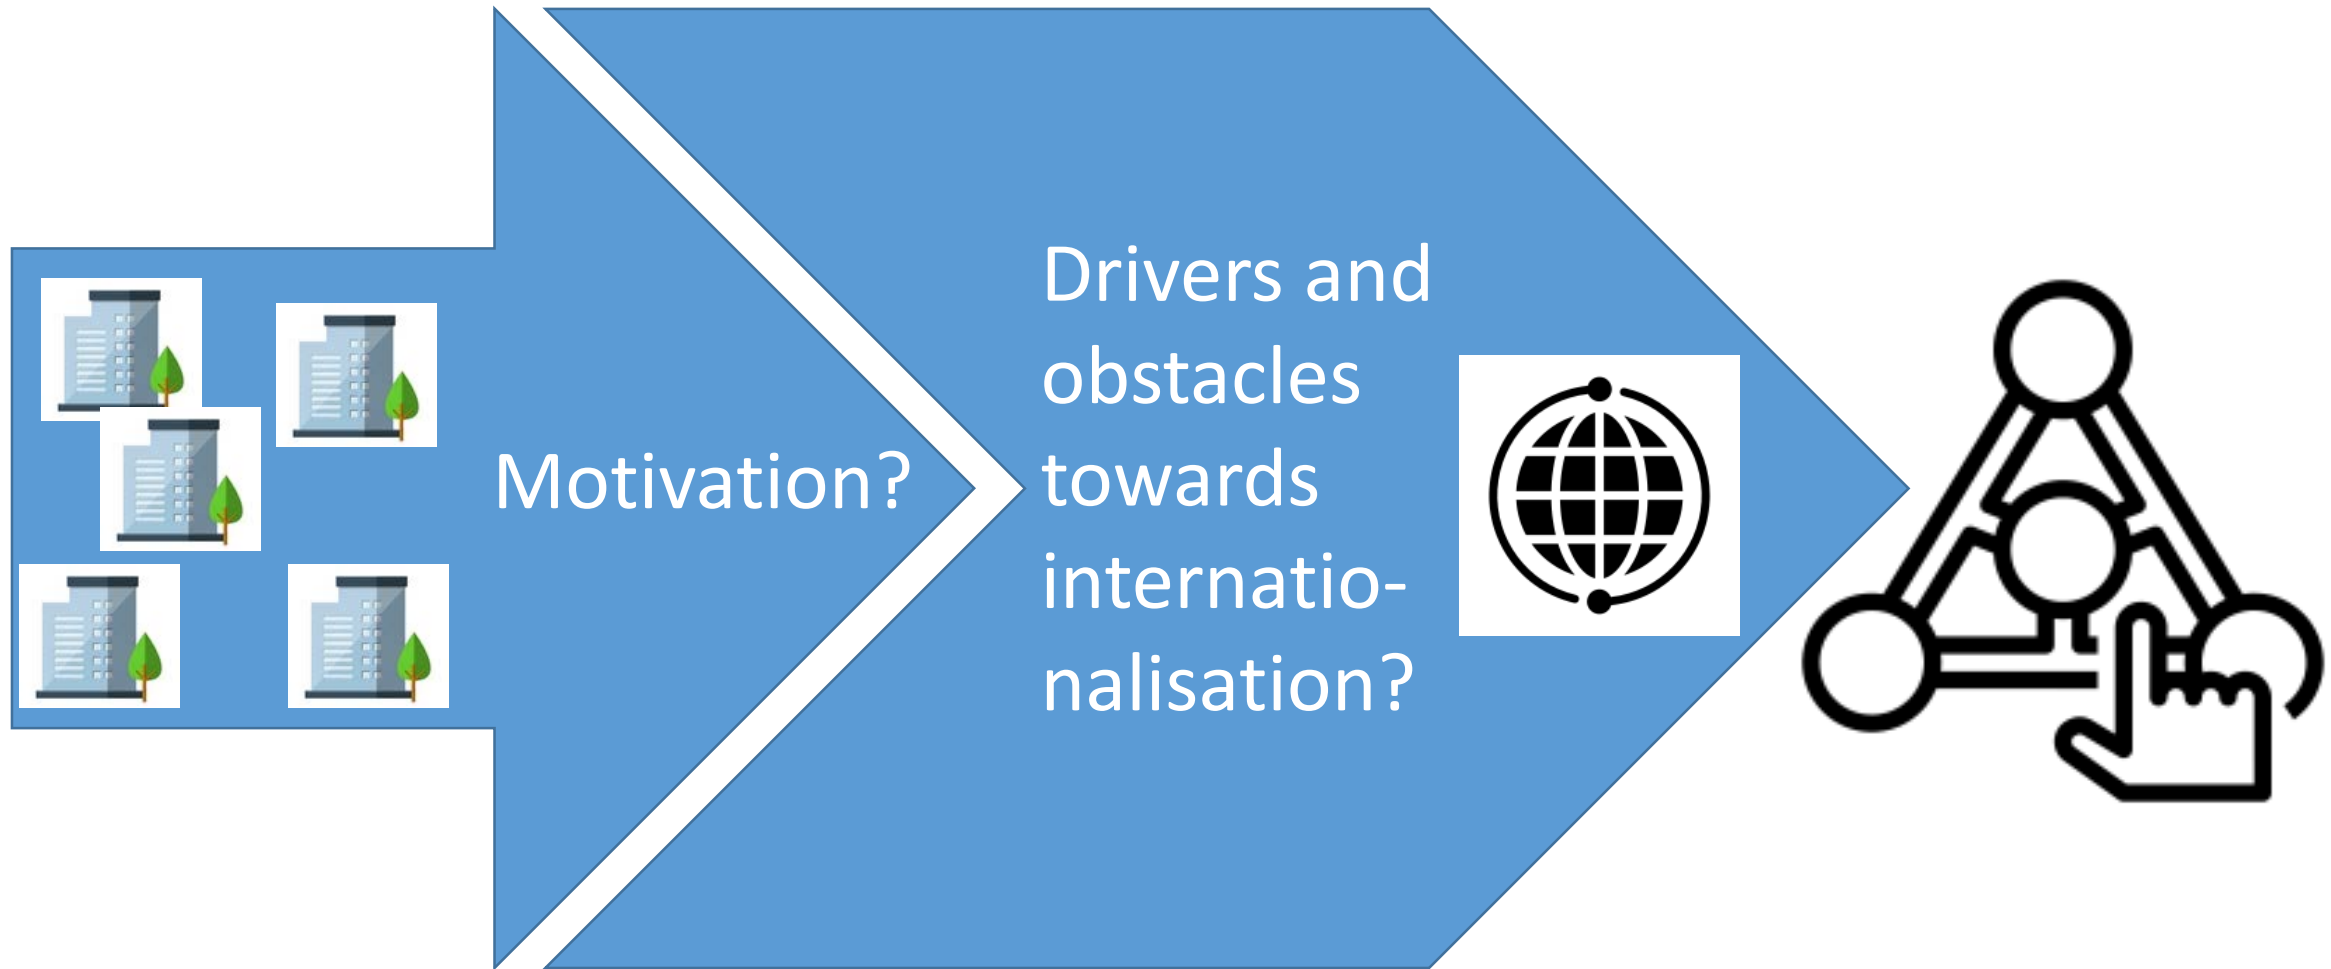 Motivation?
Drivers and
obstacles
towards
internatio-
nalisation?